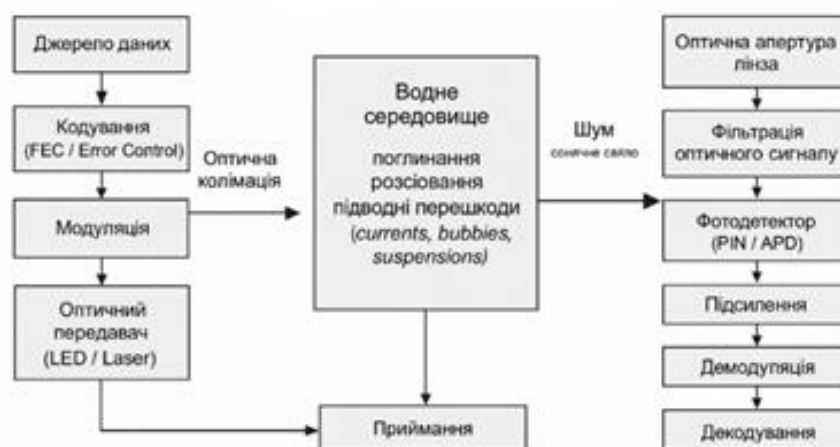 Джерело даних
Кодування
(FEC / Error Control)
Модуляція
Оптичний
передавач
(LED / Laser)
Оптична
колімація
Водне
середовище
поглинання
розсіовання
підводні перешкоди
(currents, bubbies,
suspensions)
Приймання
Шум
сонячне світло
Оптична апертура
лінза
Фільтрація
оптичного сигналу
Фотодетектор
(PIN / APD)
Підсилення
Демодуляція
Декодування